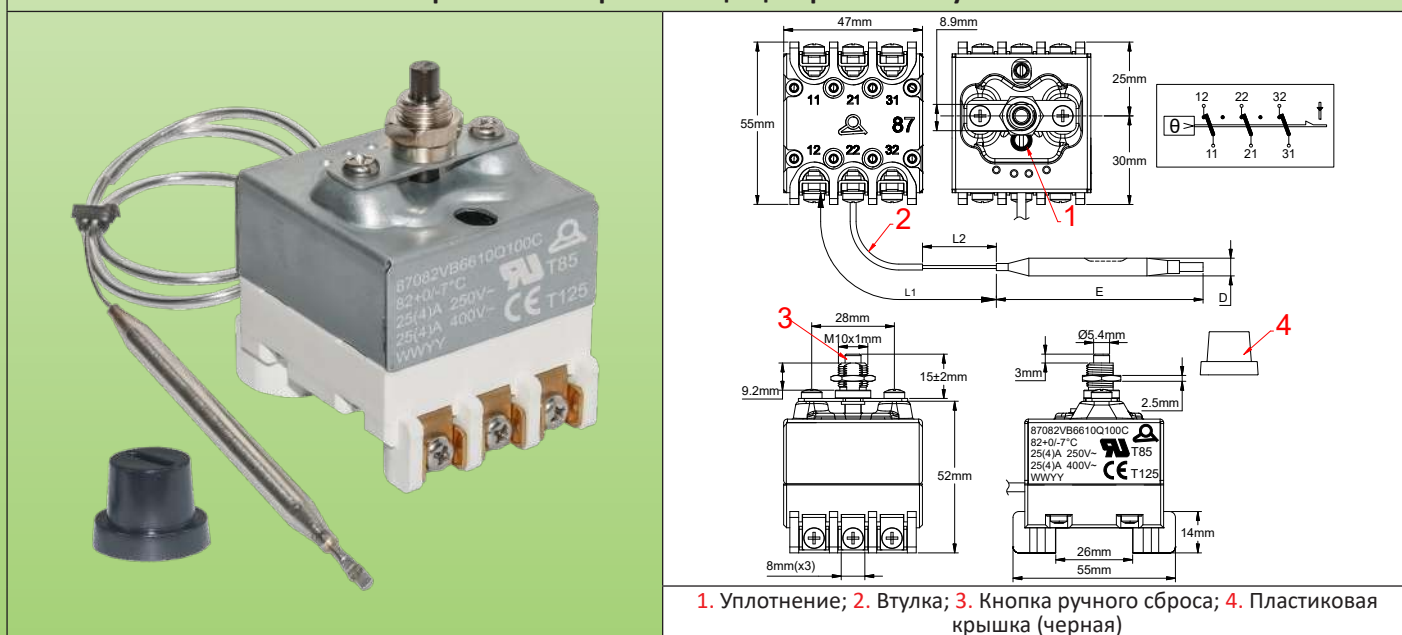 87082VB6610Q100C
82+0/-7°C
25(4)A 250V~
25(4)A 400V~
WWYY
T85
CE T125
47mm
8.9mm
55mm
11 21 31
87
12 22 32
25mm
30mm
1
2
L2
L1
E
D
12 22 32
θ
11 21 31
3
28mm
M10x1mm
9.2mm
15±2mm
52mm
8mm(x3)
Ø5.4mm
3mm
2.5mm
87082VB6610Q100C
82+0/-7°C
25(4)A 250V~
25(4)A 400V~
WWYY
T85
CE T125
14mm
26mm
55mm
4
1. Уплотнение; 2. Втулка; 3. Кнопка ручного сброса; 4. Пластиковая
крышка (черная)